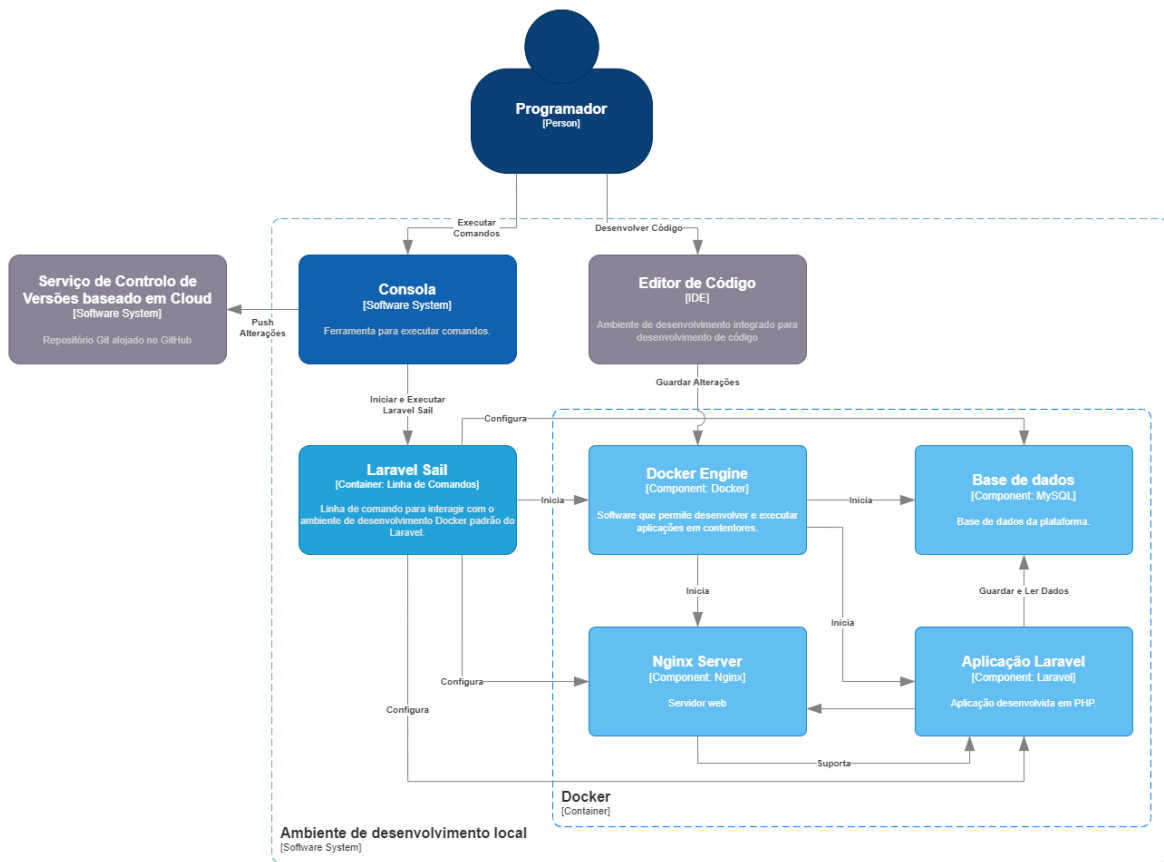 Programador
[Person]
Executar
Comandos
Desenvolver Código
Serviço de Controlo de
Versões baseado em Cloud
[Software System]
Repositório Git alojado no GitHub
Push
Alterações
Consola
[Software System]
Ferramenta para executar comandos.
Editor de Código
[IDE]
Ambiente de desenvolvimento integrado para
desenvolvimento de código
Iniciar e Executar
Laravel Sail
Guardar Alterações
Configura
Laravel Sail
[Container: Linha de Comandos]
Linha de comando para interagir com o
ambiente de desenvolvimento Docker padrão do
Laravel.
Inicia
Docker Engine
[Component: Docker]
Software que permite desenvolver e executar
aplicações em contentores.
Inicia
Base de dados
[Component: MySQL]
Base de dados da plataforma.
Inicia
Inicia
Guardar e Ler Dados
Configura
Configura
Nginx Server
[Component: Nginx]
Servidor web
Aplicação Laravel
[Component: Laravel]
Aplicação desenvolvida em PHP.
Suporta
Docker
[Container]
Ambiente de desenvolvimento local
[Software System]